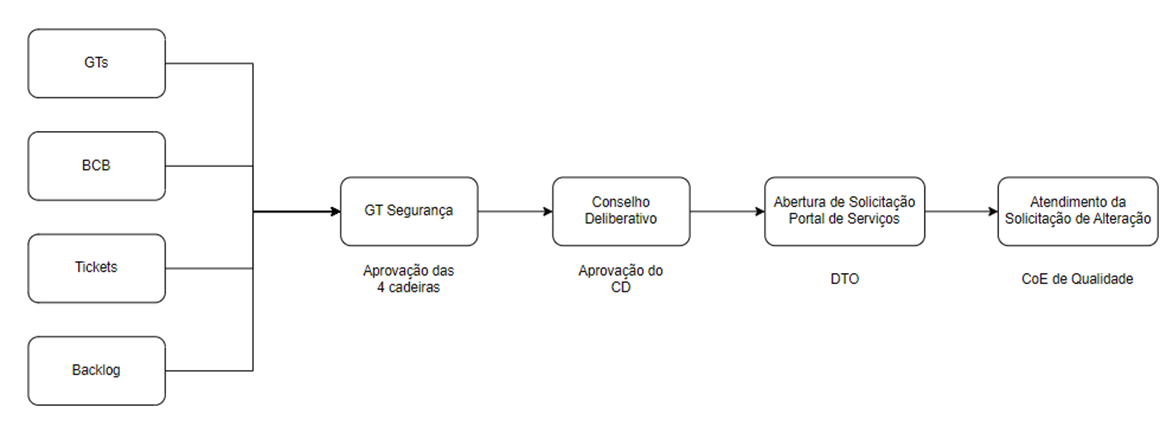 GTs
BCB
Tickets
Backlog
GT Segurança
Aprovação das
4 cadeiras
Conselho
Deliberativo
Aprovação do
CD
Abertura de Solicitação
Portal de Serviços
DTO
Atendimento da
Solicitação de Alteração
CoE de Qualidade